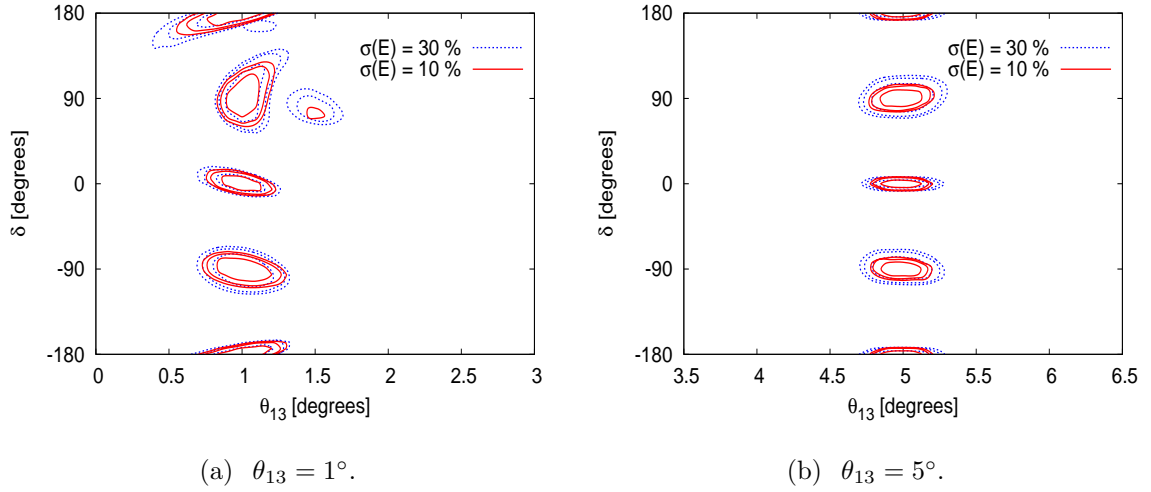 180
90
0
-90
-180
δ [degrees]
0 0.5 1 1.5 2 2.5 3
θ13 [degrees]
σ(E) = 30 %
σ(E) = 10 %
(a) θ13 = 1°.
180
90
0
-90
-180
δ [degrees]
3.5 4 4.5 5 5.5 6 6.5
θ13 [degrees]
σ(E) = 30 %
σ(E) = 10 %
(b) θ13 = 5°.